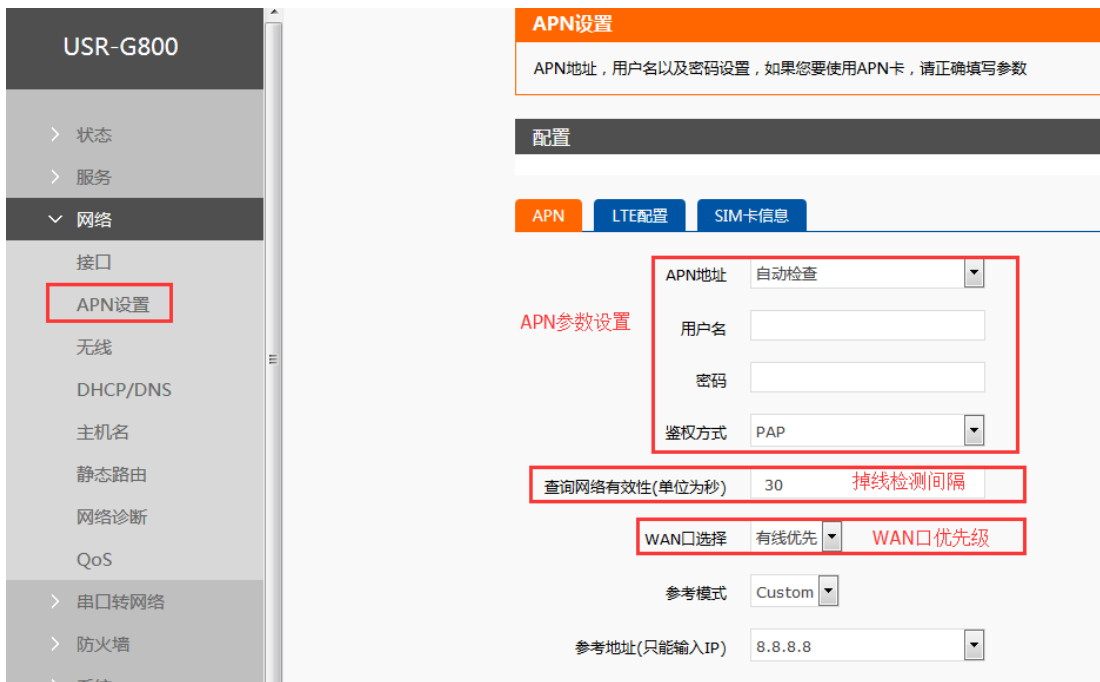 USR-G800
状态
服务
网络
接口
APN设置
无线
DHCP/DNS
主机名
静态路由
网络诊断
QoS
串口转网络
防火墙
APN设置
APN地址，用户名以及密码设置，如果您要使用APN卡，请正确填写参数
配置
APN LTE配置 SIM卡信息
APN参数设置
APN地址 自动检查
用户名
密码
鉴权方式 PAP
查询网络有效性(单位为秒) 30 掉线检测间隔
WAN口选择 有线优先 WAN口优先级
参考模式 Custom
参考地址(只能输入IP) 8.8.8.8